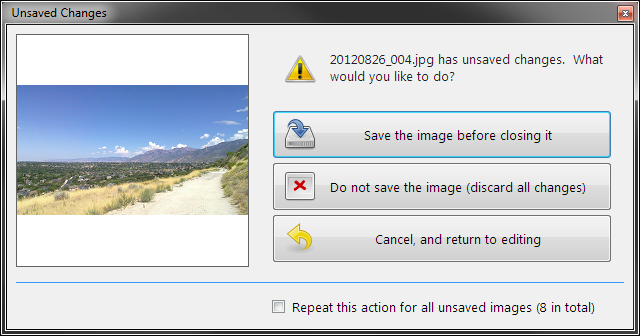 Unsaved Changes
20120826_004.jpg has unsaved changes.  What
would you like to do?
Save the image before closing it
Do not save the image (discard all changes)
Cancel, and return to editing
Repeat this action for all unsaved images (8 in total)